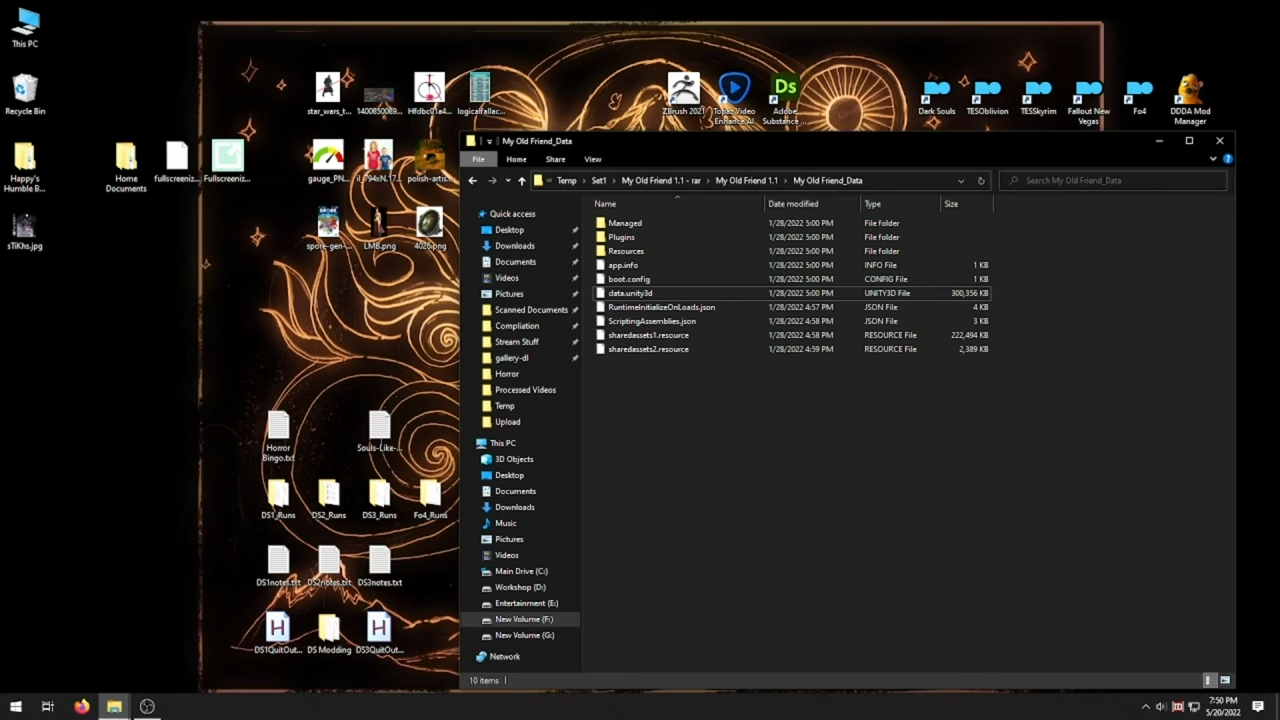 This PC
Recycle Bin
Happy's
Humble B...
sTiKhs.jpg
Home
Documents
fullscreeniz...
Fullscreeniz...
star_wars_t...
1400850089...
Hfdbc01a4...
logicalfallac...
gauge_PN...
il_794xN.17...
polish-artis...
spore-gen-...
LMB.png
4026.png
ZBrush 2021
Topaz Video
Enhance AI
Adobe
Substance ...
Ds
Dark Souls
TESOblivion
TESSkyrim
Fallout New
Vegas
Fo4
DDDA Mod
Manager
Horror
Bingo.txt
Souls-Like-...
DS1_Runs
DS2_Runs
DS3_Runs
Fo4_Runs
DS1notes.txt
DS2notes.txt
DS3notes.txt
DS1QuitOut...
DS Modding
DS3QuitOut...
My Old Friend_Data
File Home Share View
« Temp › Set1 › My Old Friend 1.1 - rar › My Old Friend 1.1 › My Old Friend_Data
Search My Old Friend_Data
Quick access
Desktop
Downloads
Documents
Videos
Pictures
Scanned Documents
Compliation
Stream Stuff
gallery-dl
Horror
Processed Videos
Temp
Upload
This PC
3D Objects
Desktop
Documents
Downloads
Music
Pictures
Videos
Main Drive (C:)
Workshop (D:)
Entertainment (E:)
New Volume (F:)
New Volume (G:)
Network
Name Date modified Type Size
Managed 1/28/2022 5:00 PM File folder
Plugins 1/28/2022 5:00 PM File folder
Resources 1/28/2022 5:00 PM File folder
app.info 1/28/2022 5:00 PM INFO File 1 KB
boot.config 1/28/2022 5:00 PM CONFIG File 1 KB
data.unity3d 1/28/2022 5:00 PM UNITY3D File 300,356 KB
RuntimeInitializeOnLoads.json 1/28/2022 4:57 PM JSON File 4 KB
ScriptingAssemblies.json 1/28/2022 4:57 PM JSON File 3 KB
sharedassets1.resource 1/28/2022 4:58 PM RESOURCE File 222,494 KB
sharedassets2.resource 1/28/2022 4:59 PM RESOURCE File 2,389 KB
10 items
7:50 PM
5/20/2022